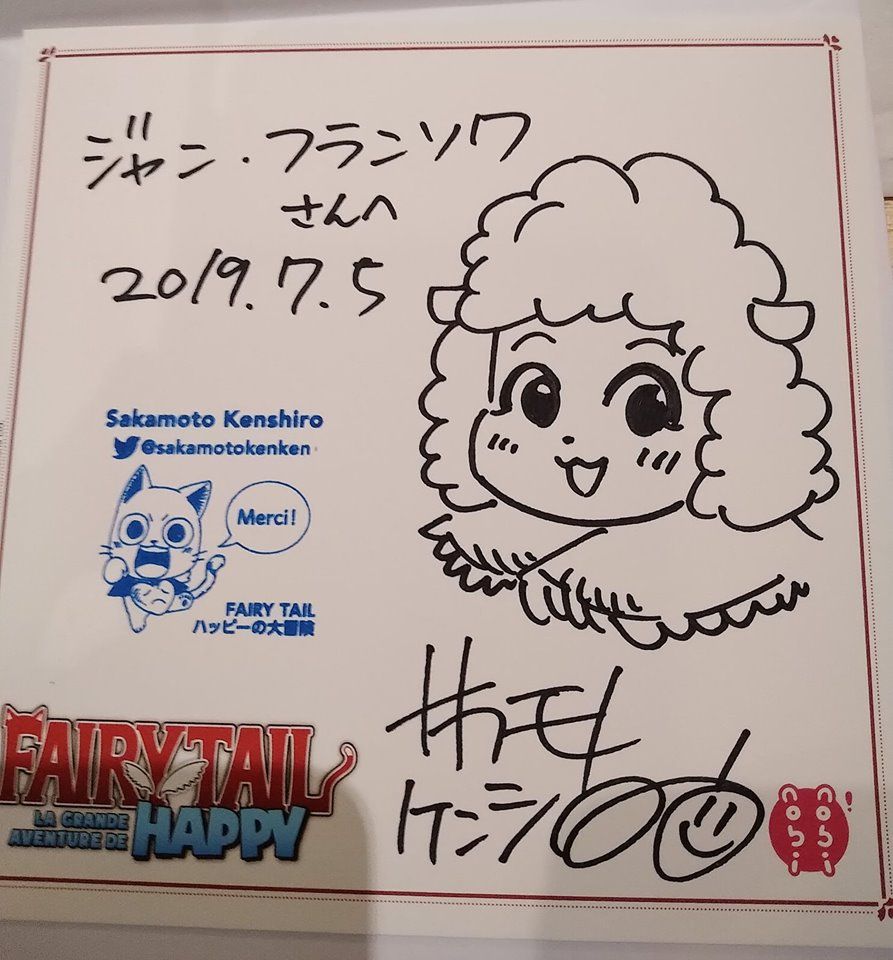 ジャン・フランソワ
さんへ
2019.7.5
Sakamoto Kenshiro
@sakamotokenken
Merci!
FAIRY TAIL
ハッピーの大冒険
サカモト
ケンシロウ
FAIRY TAIL
LA GRANDE
AVENTURE DE
HAPPY